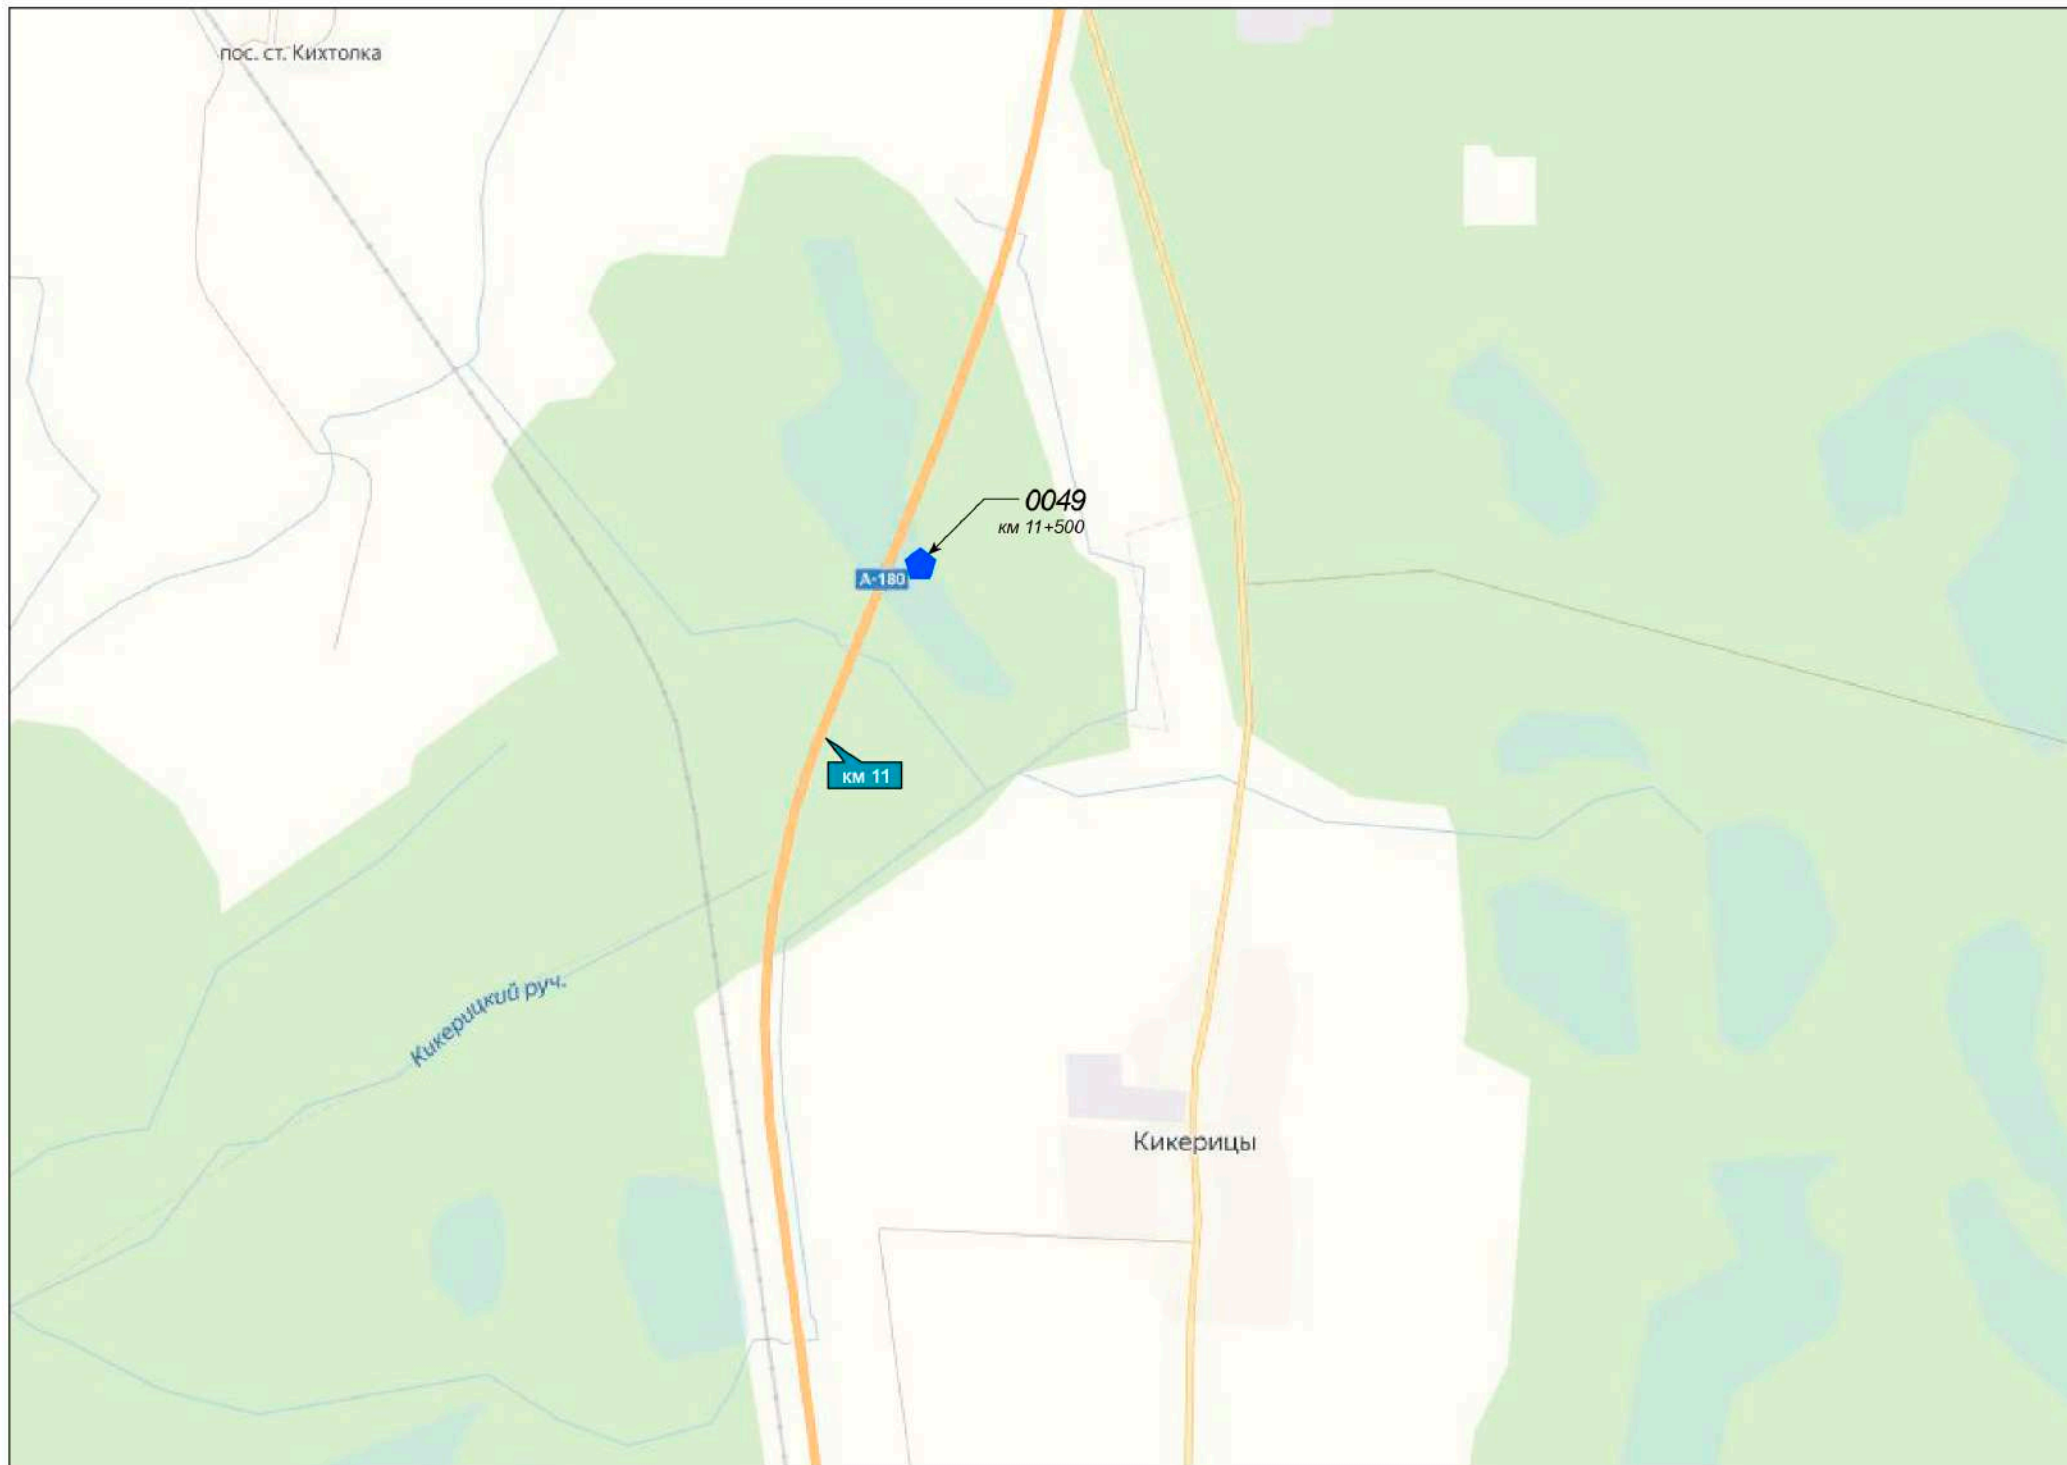 пос. ст. Кихтолка
0049
км 11+500
А-180
км 11
Кикерицкий руч.
Кикерицы